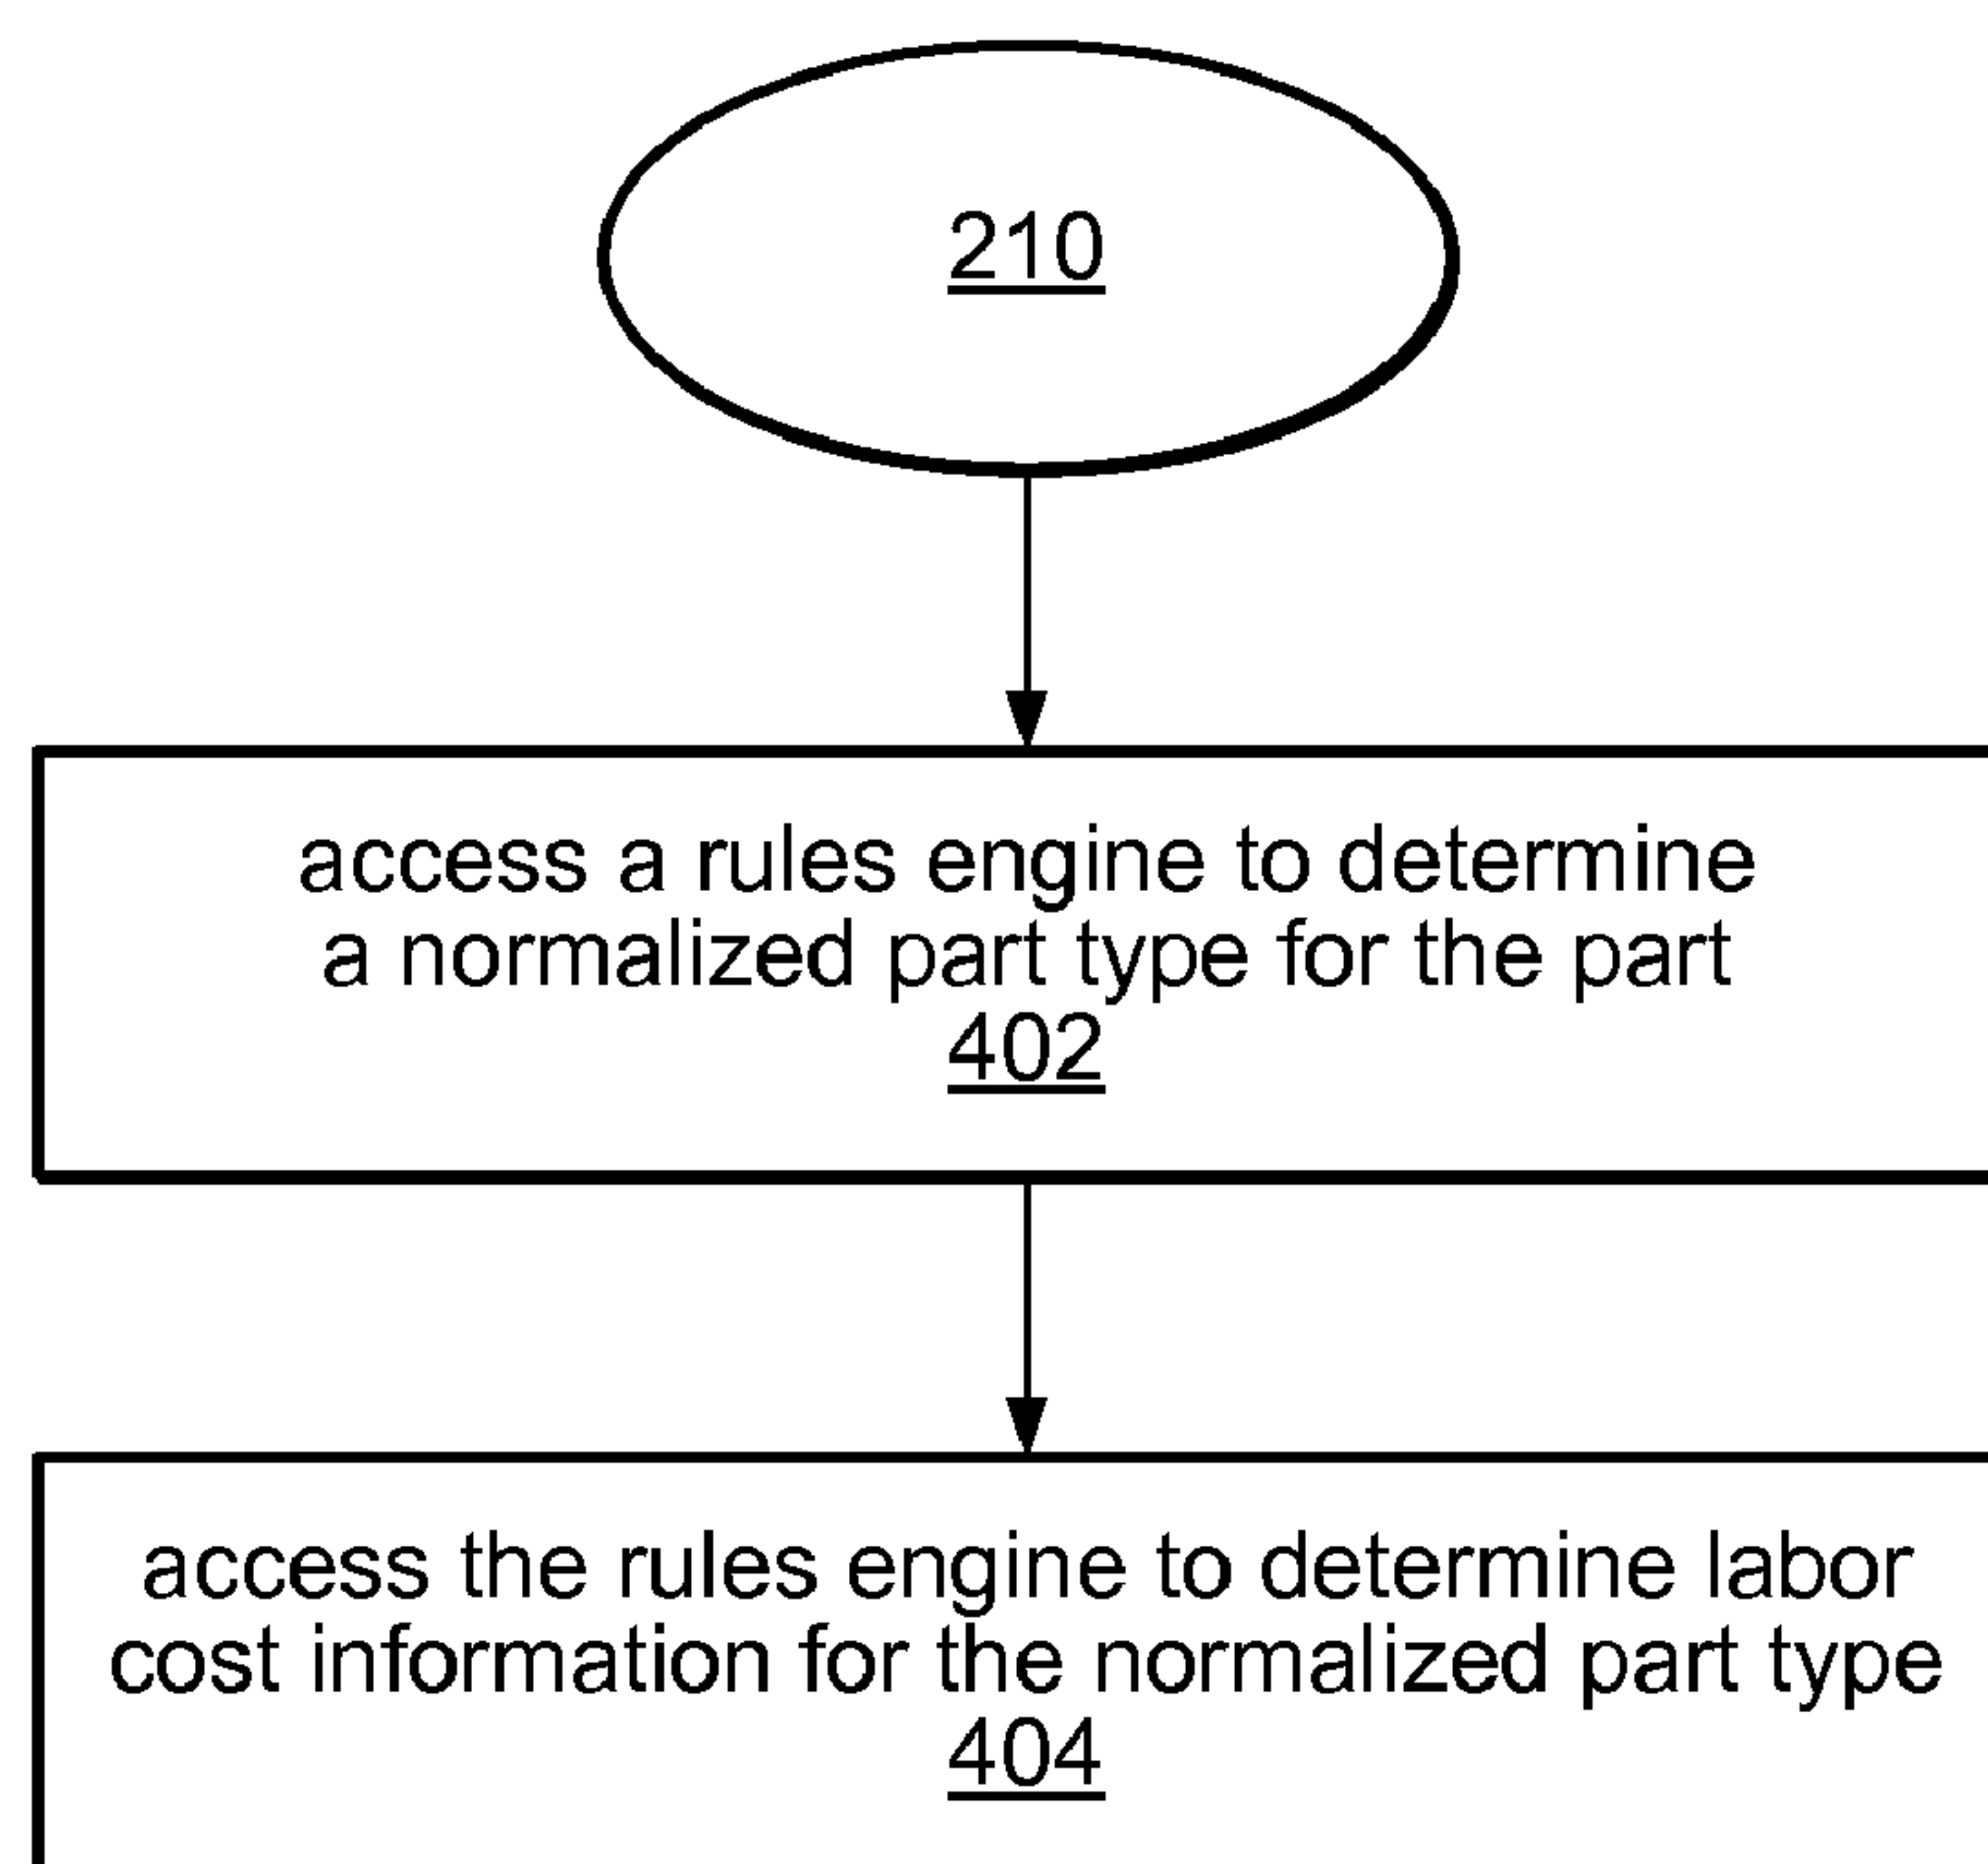 210
access a rules engine to determine
a normalized part type for the part
402
access the rules engine to determine labor
cost information for the normalized part type
404